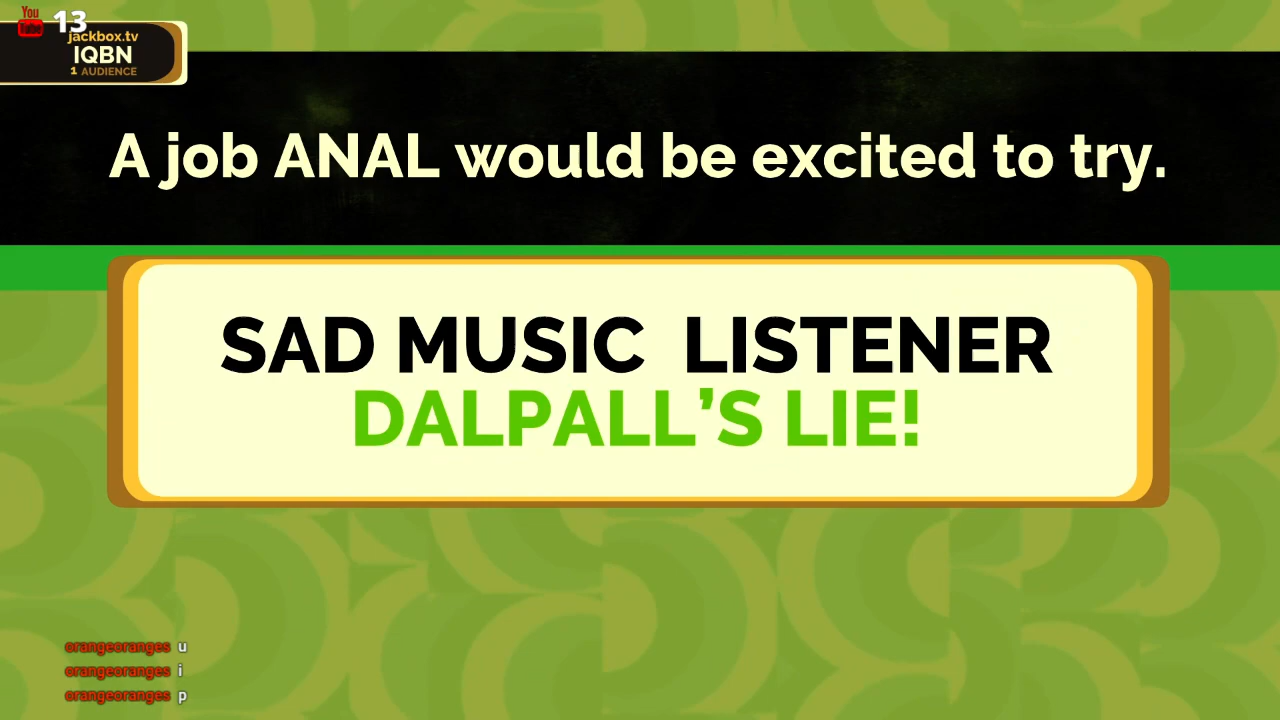 You
Tube
13
jackbox.tv
IQBN
1 AUDIENCE
A job ANAL would be excited to try.
SAD MUSIC  LISTENER
DALPALL’S LIE!
orangeoranges u
orangeoranges i
orangeoranges p